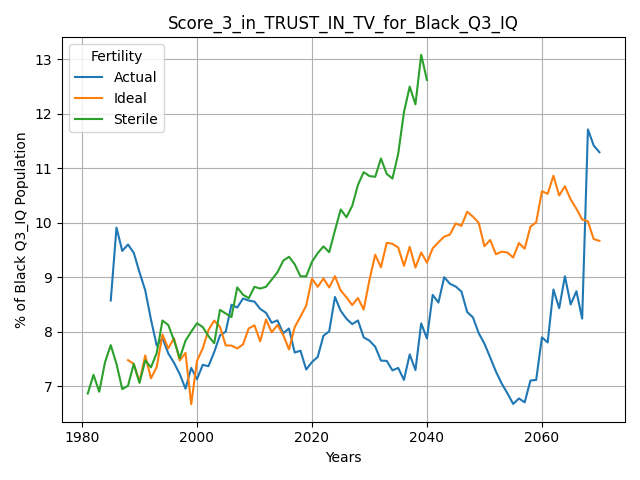 Score_3_in_TRUST_IN_TV_for_Black_Q3_IQ
Fertility
Actual
Ideal
Sterile
% of Black Q3_IQ Population
13
12
11
10
9
8
7
1980
2000
2020
2040
2060
Years